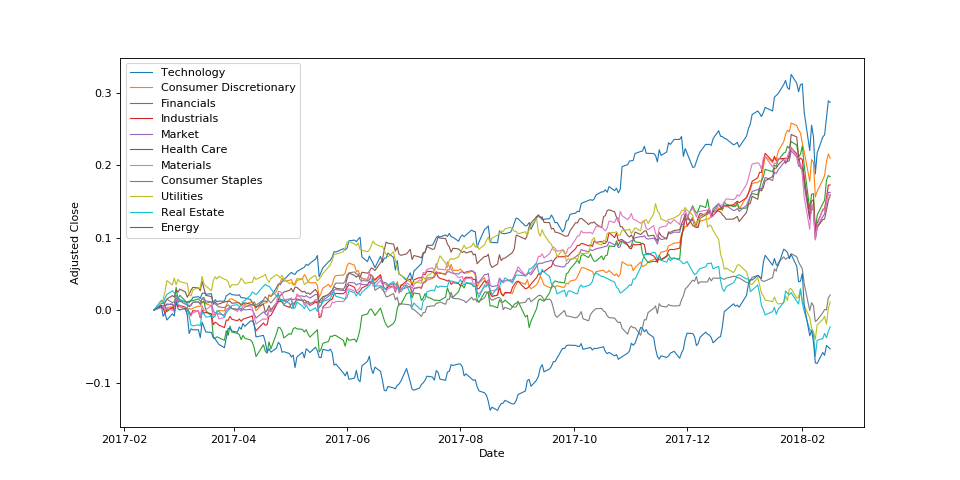 Technology
Consumer Discretionary
Financials
Industrials
Market
Health Care
Materials
Consumer Staples
Utilities
Real Estate
Energy
Adjusted Close
0.3
0.2
0.1
0.0
−0.1
2017-02 2017-04 2017-06 2017-08 2017-10 2017-12 2018-02
Date